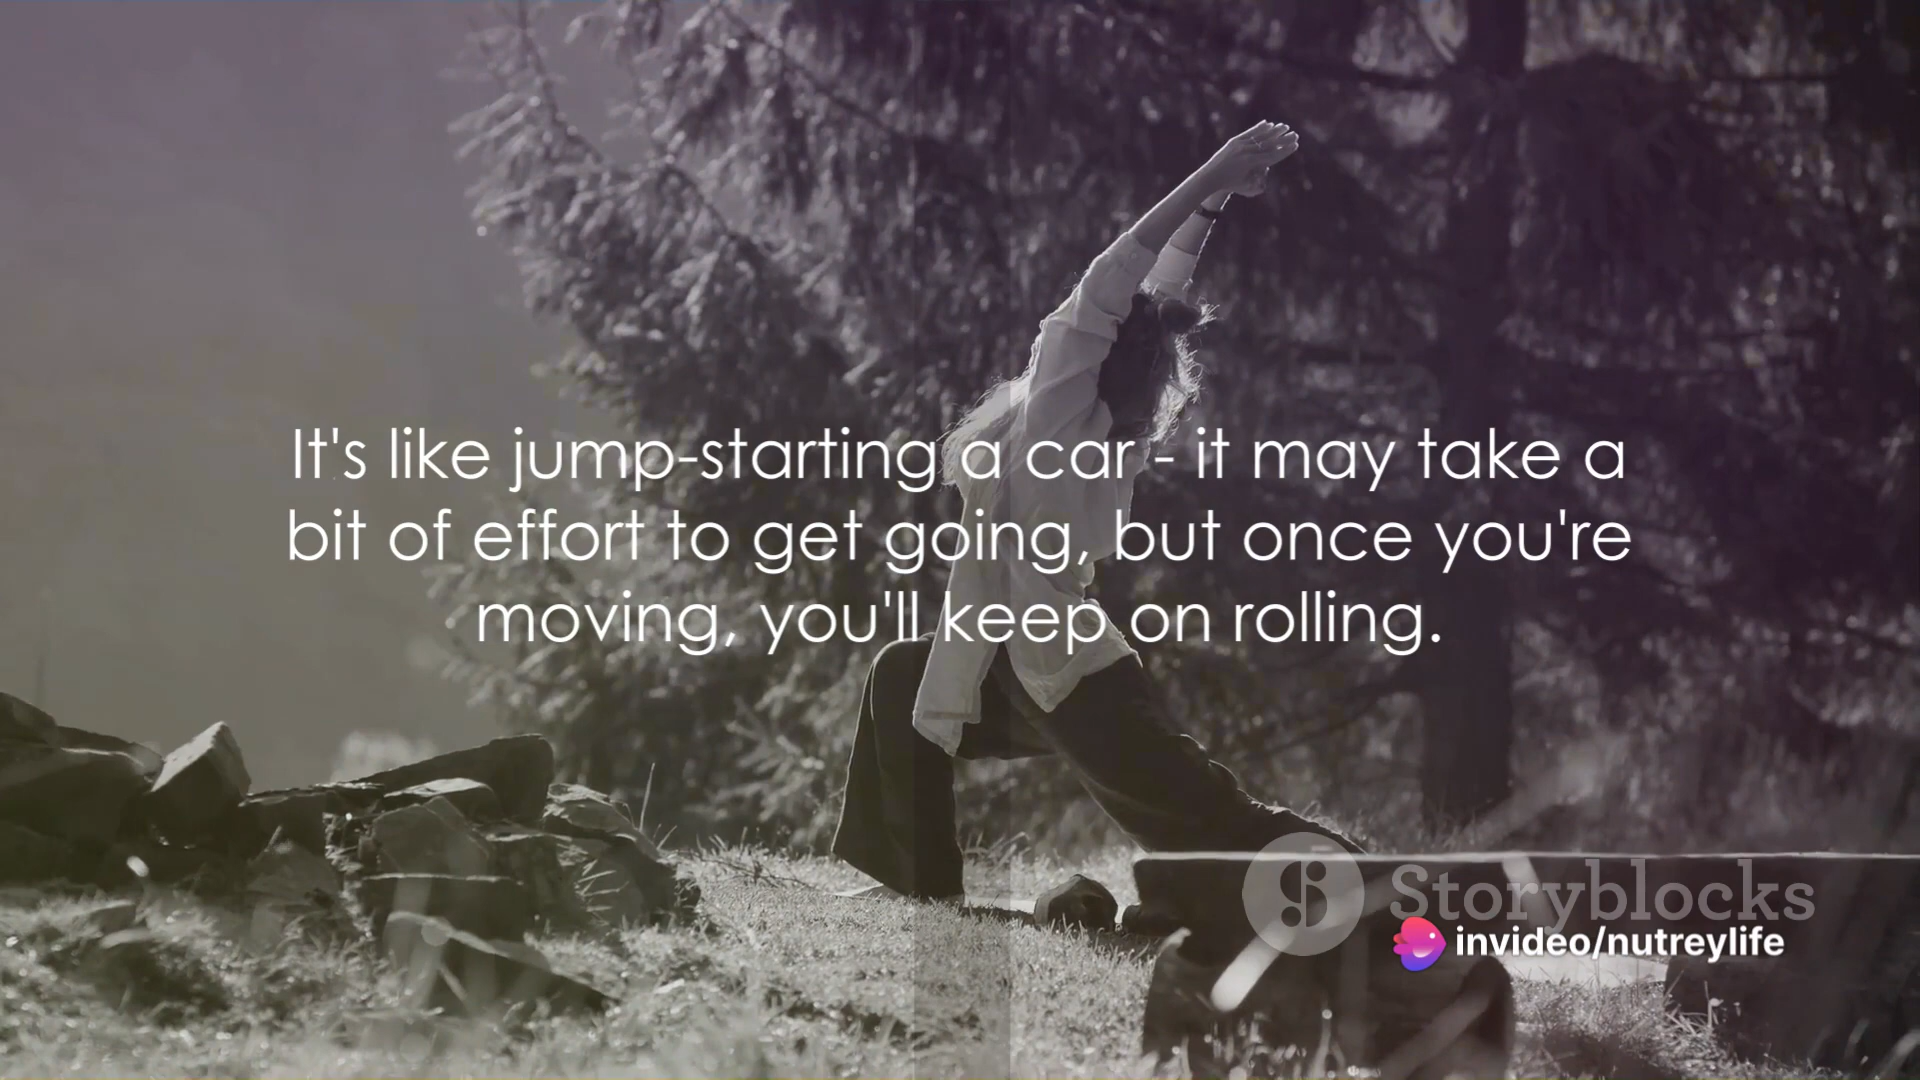 It's like jump-starting a car - it may take a
bit of effort to get going, but once you're
moving, you'll keep on rolling.
Storyblocks
invideo/nutreylife